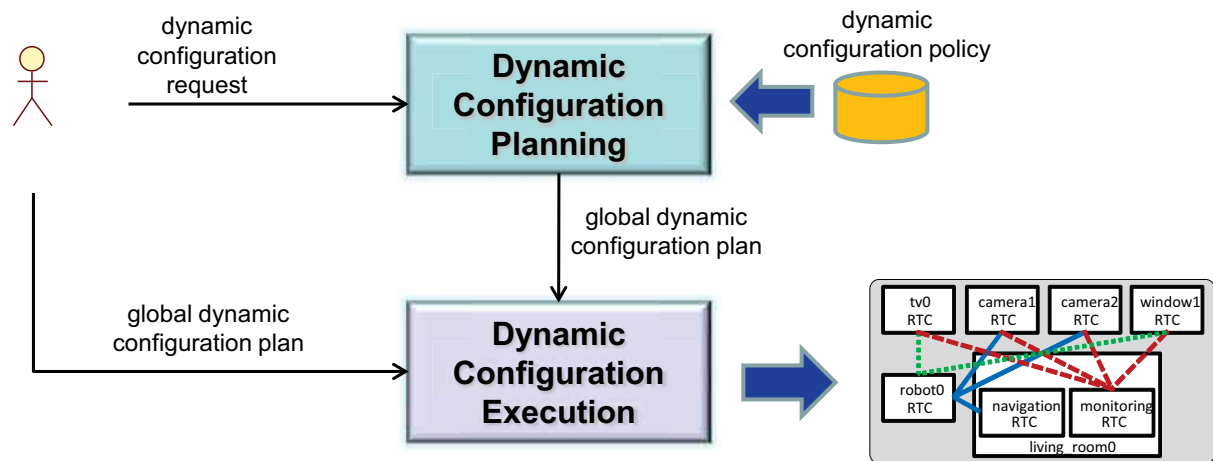 dynamic
configuration
request
Dynamic
Configuration
Planning
dynamic
configuration policy
global dynamic
configuration plan
global dynamic
configuration plan
Dynamic
Configuration
Execution
tv0
RTC
camera1
RTC
camera2
RTC
window1
RTC
robot0
RTC
navigation
RTC
monitoring
RTC
living_room0